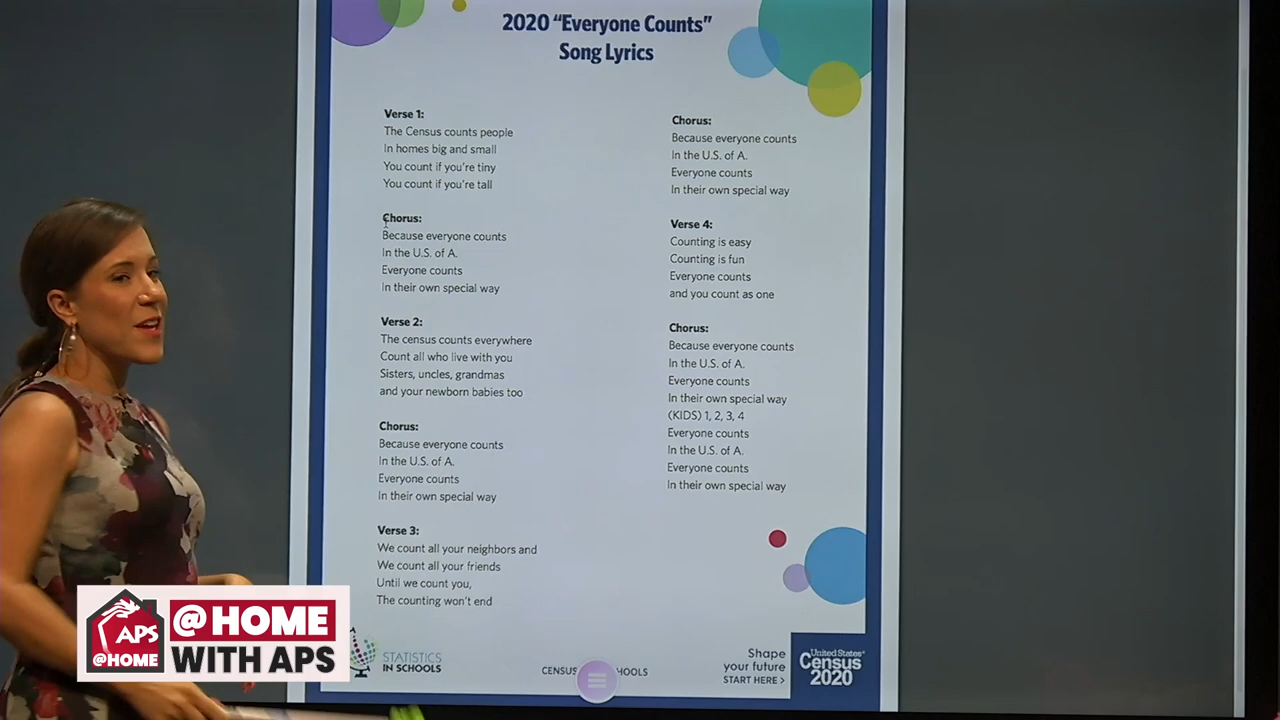 2020 “Everyone Counts”
Song Lyrics
Verse 1:
The Census counts people
In homes big and small
You count if you're tiny
You count if you're tall
Chorus:
Because everyone counts
In the U.S. of A.
Everyone counts
In their own special way
Verse 2:
The census counts everywhere
Count all who live with you
Sisters, uncles, grandmas
and your newborn babies too
Chorus:
Because everyone counts
In the U.S. of A.
Everyone counts
In their own special way
Verse 3:
We count all your neighbors and
We count all your friends
Until we count you,
The counting won't end
Chorus:
Because everyone counts
In the U.S. of A.
Everyone counts
In their own special way
Verse 4:
Counting is easy
Counting is fun
Everyone counts
and you count as one
Chorus:
Because everyone counts
In the U.S. of A.
Everyone counts
In their own special way
(KIDS) 1, 2, 3, 4
Everyone counts
In the U.S. of A.
Everyone counts
In their own special way
STATISTICS
IN SCHOOLS
CENSUS
Shape
your future
START HERE >
United States®
Census
2020
APS
@HOME
@HOME
WITH APS